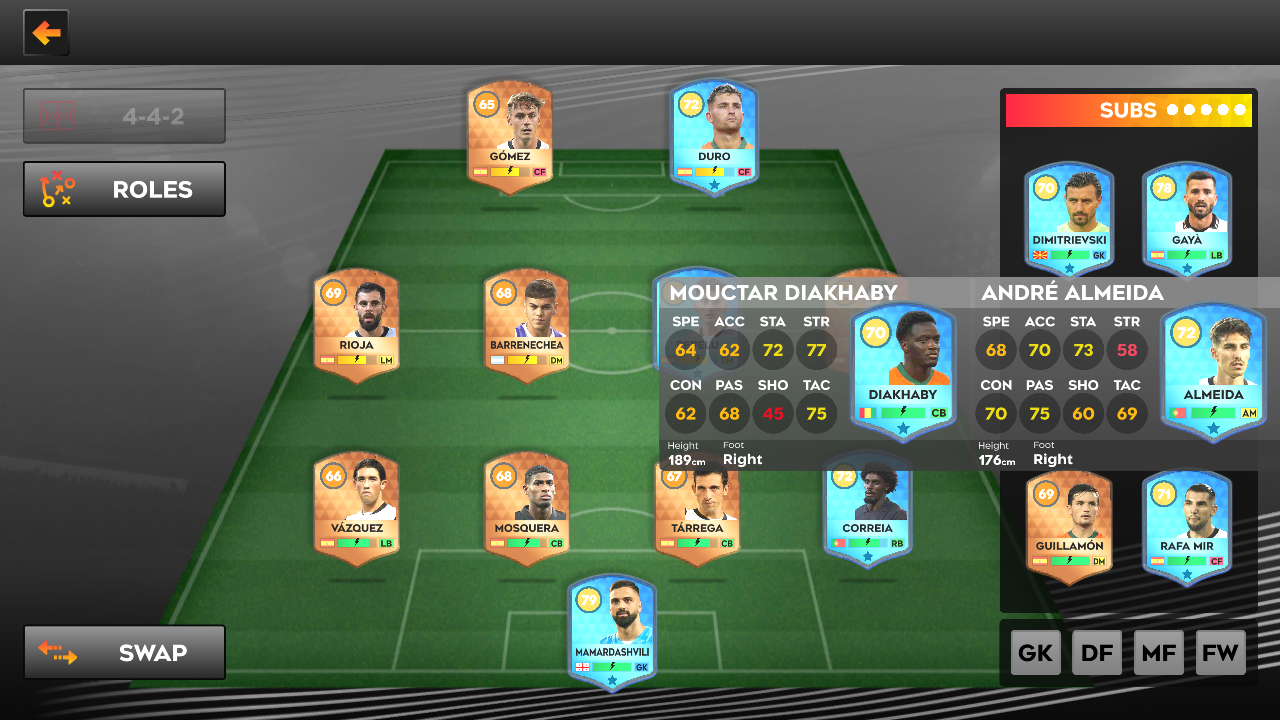 4-4-2
ROLES
SWAP
65
GÓMEZ
CF
72
DURO
CF
69
RIOJA
LM
68
BARRENECHEA
DM
66
VÁZQUEZ
LB
68
MOSQUERA
CB
67
TÁRREGA
CB
72
CORREIA
RB
79
MAMARDASHVILI
GK
SUBS
70
DIMITRIEVSKI
GK
78
GAYÀ
LB
MOUCTAR DIAKHABY
SPE ACC STA STR
64 62 72 77
CON PAS SHO TAC
62 68 45 75
Height Foot
189cm Right
70
DIAKHABY
CB
ANDRÉ ALMEIDA
SPE ACC STA STR
68 70 73 58
CON PAS SHO TAC
70 75 60 69
Height Foot
176cm Right
72
ALMEIDA
AM
69
GUILLAMÓN
DM
71
RAFA MIR
CF
GK DF MF FW